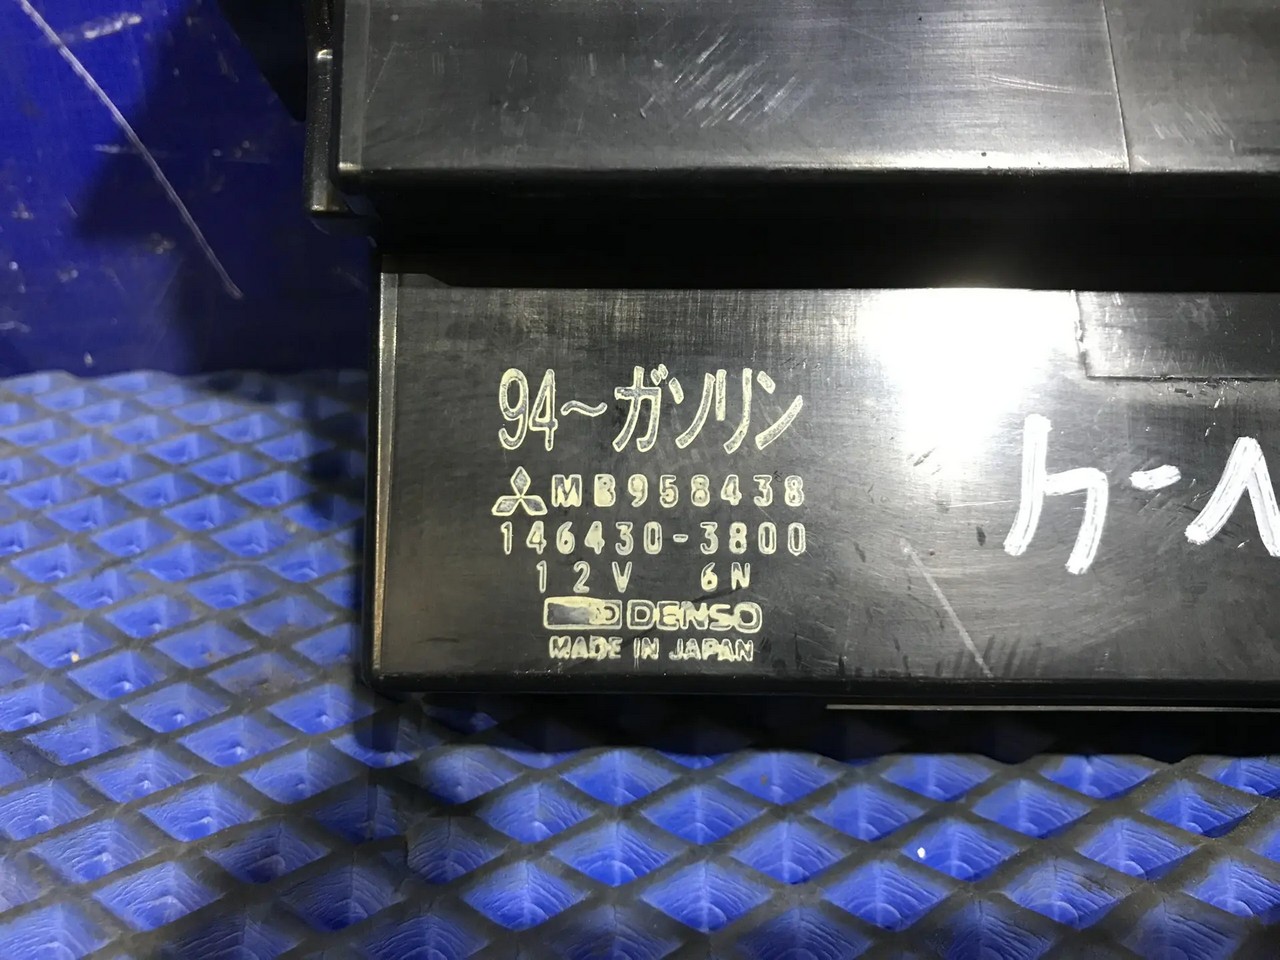 94～ガソリン
MB958438
146430-3800
12V 6N
DENSO
MADE IN JAPAN